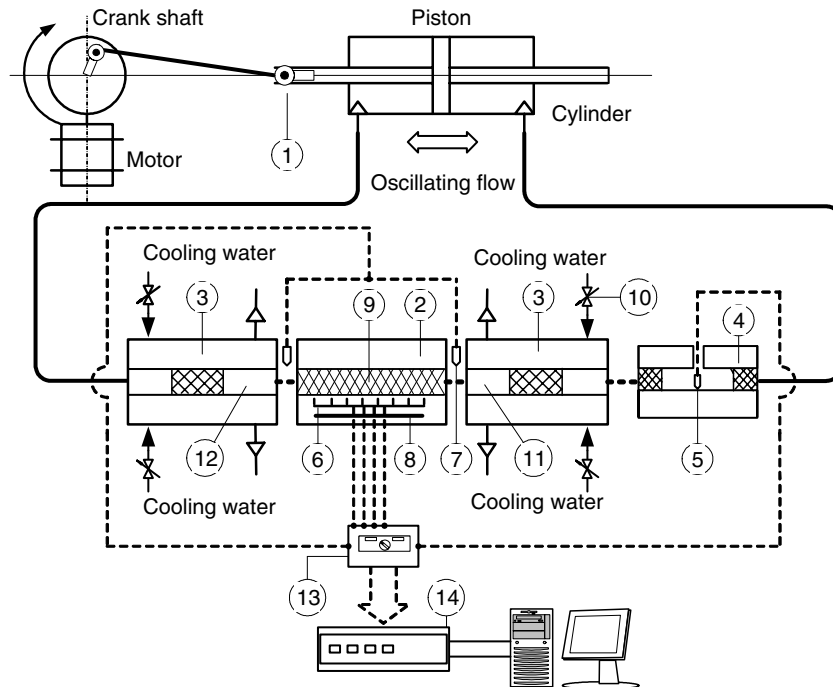 Crank shaft
Piston
Cylinder
1
Motor
Oscillating flow
Cooling water
Cooling water
3
9
2
3
10
4
12
6
8
7
11
5
Cooling water
Cooling water
13
14